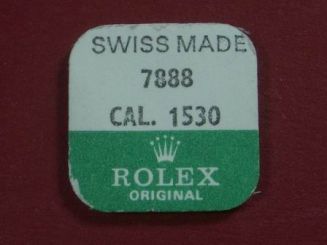 SWISS MADE
7888
CAL. 1530
ROLEX
ORIGINAL